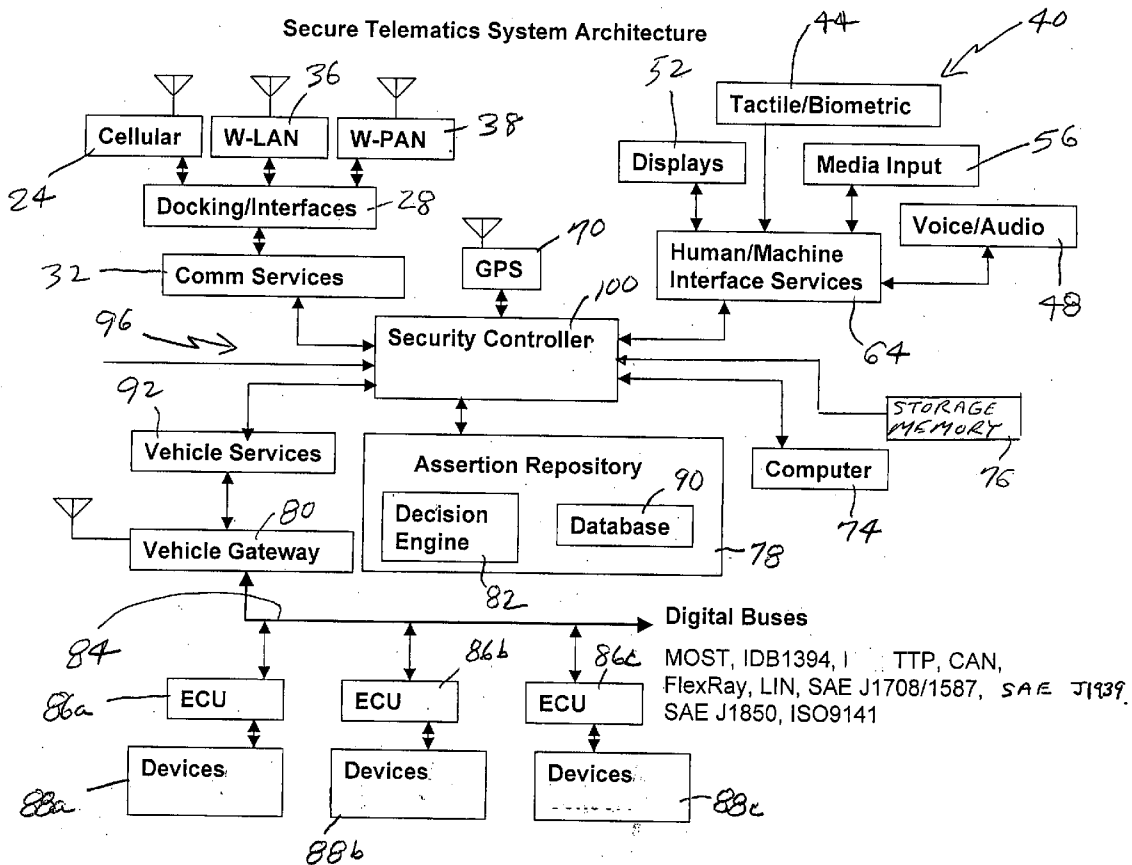 Secure Telematics System Architecture
44
40
36
52
Tactile/Biometric
38
Cellular
W-LAN
W-PAN
Displays
Media Input
56
24
Docking/Interfaces
28
Voice/Audio
70
Human/Machine
Interface Services
32
Comm Services
GPS
48
100
96
Security Controller
64
92
STORAGE
MEMORY
Vehicle Services
Assertion Repository
Computer
76
90
80
Decision
Engine
Database
74
Vehicle Gateway
78
82
Digital Buses
84
86b
86c
MOST, IDB1394, I TTP, CAN,
FlexRay, LIN, SAE J1708/1587, SAE J1939.
SAE J1850, ISO9141
86a
ECU
ECU
ECU
Devices
Devices
Devices
88a
88b
88c